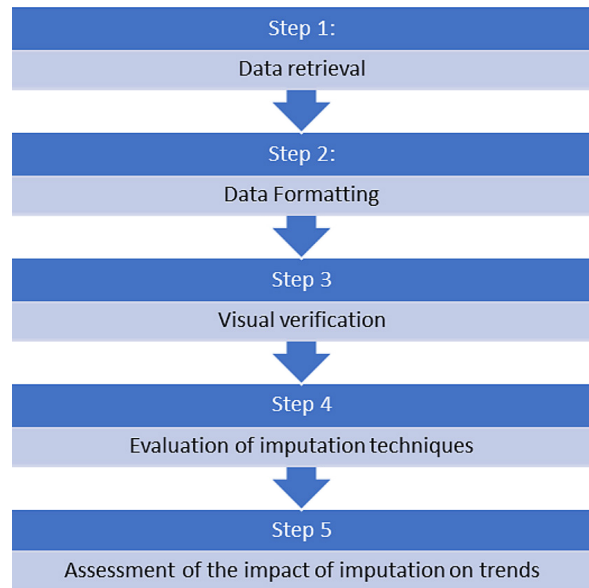 Step 1:
Data retrieval
Step 2:
Data Formatting
Step 3
Visual verification
Step 4
Evaluation of imputation techniques
Step 5
Assessment of the impact of imputation on trends